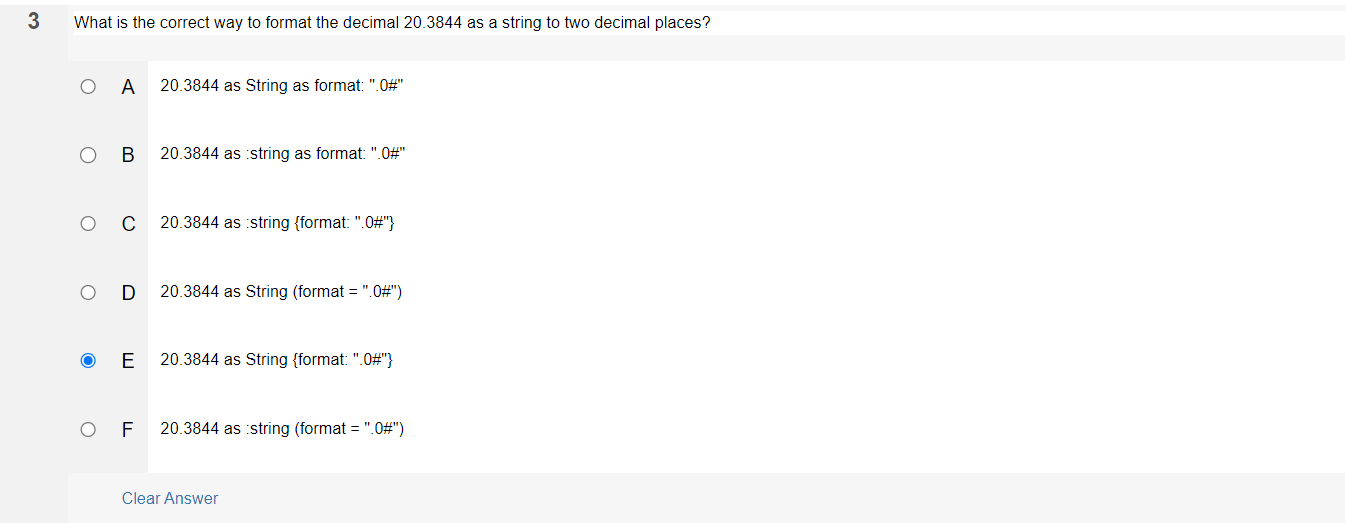 3 What is the correct way to format the decimal 20.3844 as a string to two decimal places?
A 20.3844 as String as format: ".0#"
B 20.3844 as :string as format: ".0#"
C 20.3844 as :string {format: ".0#"}
D 20.3844 as String (format = ".0#")
E 20.3844 as String {format: ".0#"}
F 20.3844 as :string (format = ".0#")
Clear Answer